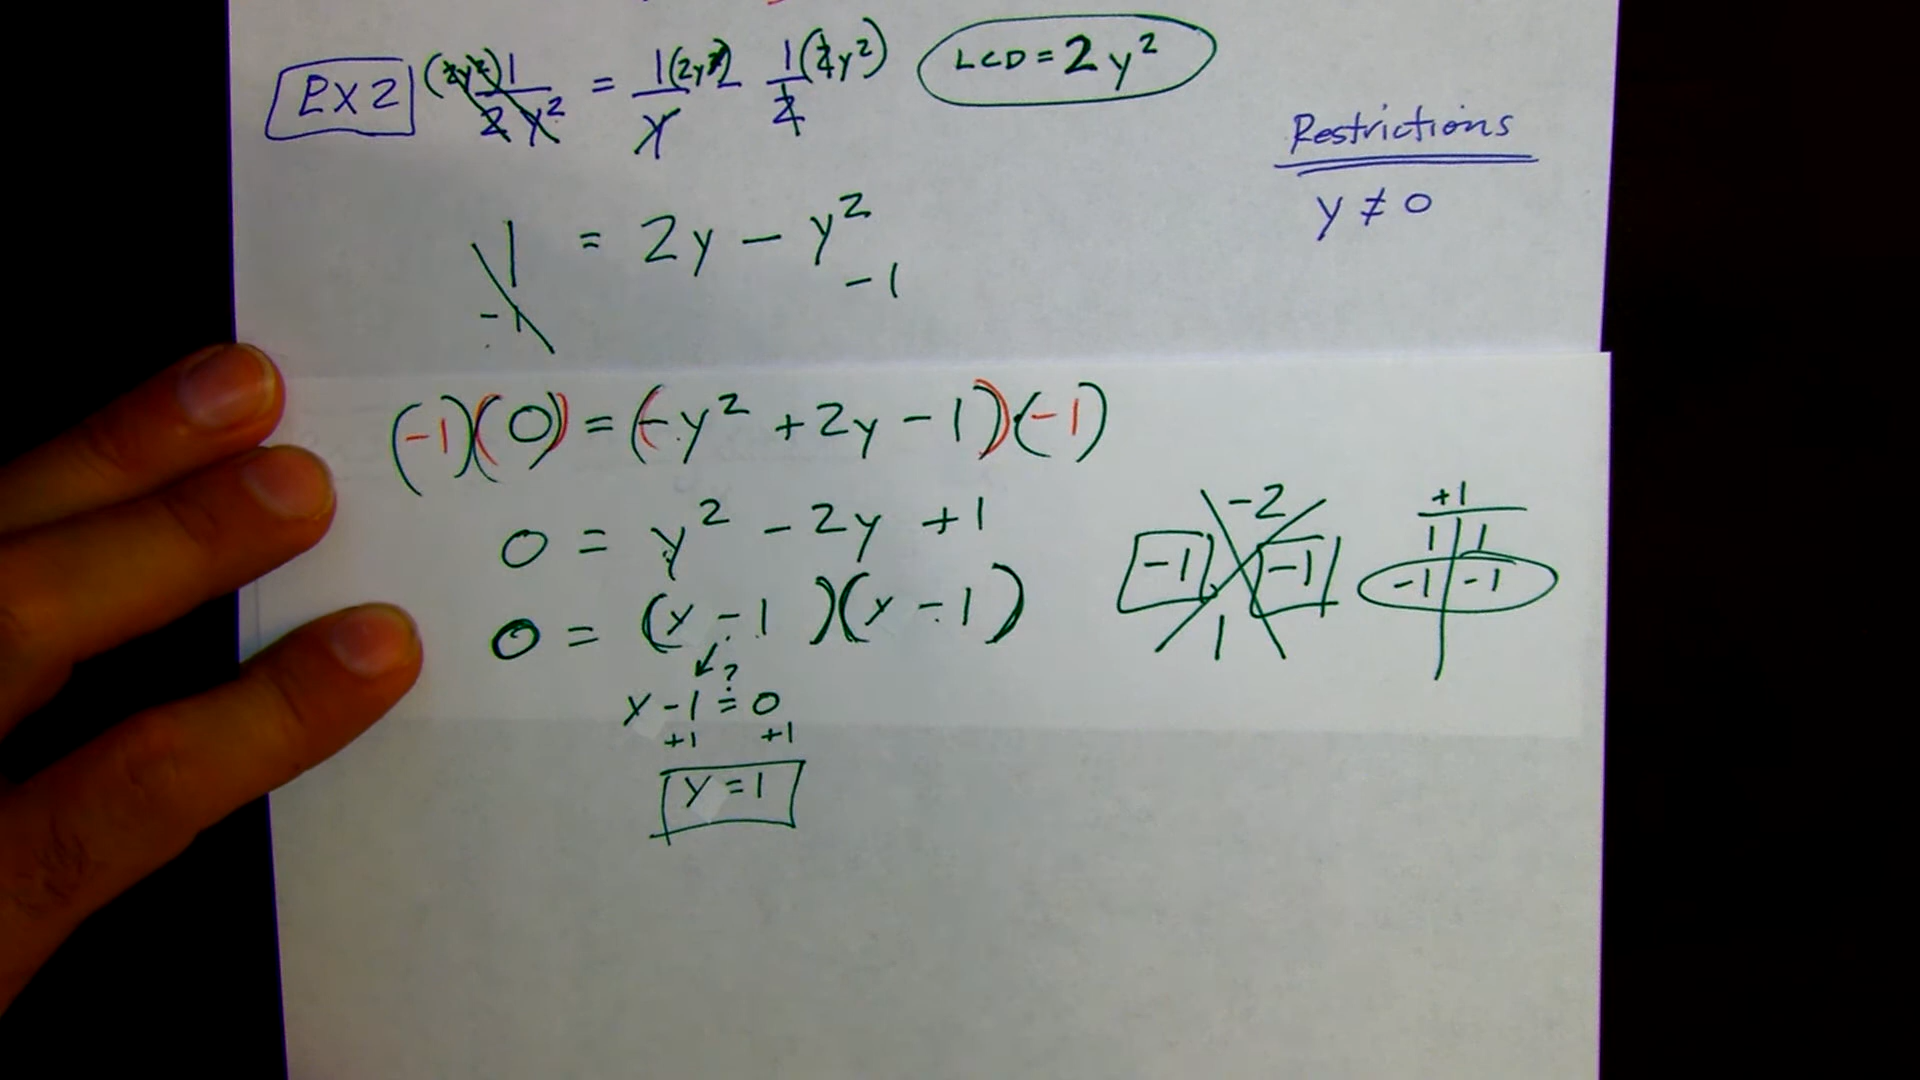 Ex 2 (2y²)1/2y² = 1(2y²)/y 1(2y²)/2 LCD = 2y²
Restrictions
y ≠ 0
1 = 2y - y²
-1 -1
(-1)(0) = (-y² + 2y - 1)(-1)
0 = y² - 2y + 1
0 = (x - 1)(x - 1)
-2
-1 -1
1
+1
1 1
-1 -1
?
x - 1 = 0
+1 +1
y = 1